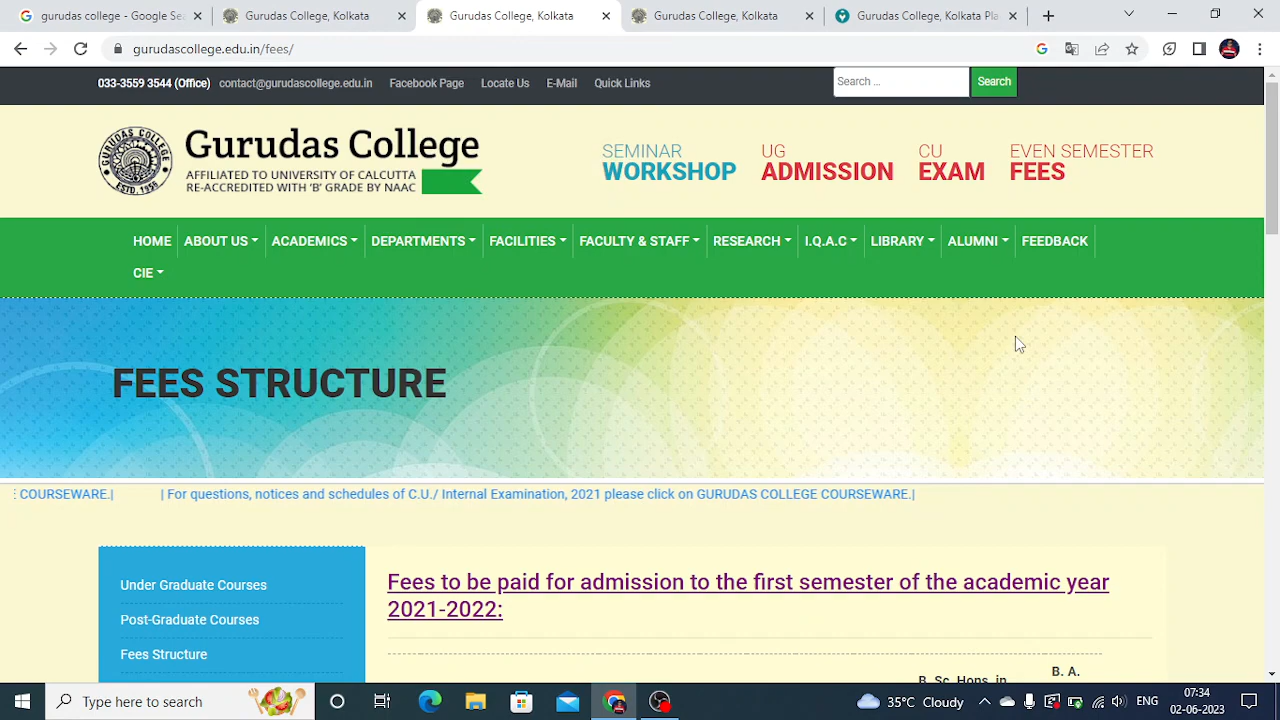 gurudas college - Google Se
Gurudas College, Kolkata
Gurudas College, Kolkata
Gurudas College, Kolkata
Gurudas College, Kolkata Pla
gurudascollege.edu.in/fees/
033-3559 3544 (Office) contact@gurudascollege.edu.in Facebook Page Locate Us E-Mail Quick Links Search ... Search
GURUDAS COLLEGE
ESTD. 1956
Gurudas College
AFFILIATED TO UNIVERSITY OF CALCUTTA
RE-ACCREDITED WITH 'B' GRADE BY NAAC
SEMINAR
WORKSHOP
UG
ADMISSION
CU
EXAM
EVEN SEMESTER
FEES
HOME ABOUT US ACADEMICS DEPARTMENTS FACILITIES FACULTY & STAFF RESEARCH I.Q.A.C LIBRARY ALUMNI FEEDBACK
CIE
FEES STRUCTURE
E COURSEWARE.| | For questions, notices and schedules of C.U./ Internal Examination, 2021 please click on GURUDAS COLLEGE COURSEWARE.|
Under Graduate Courses
Post-Graduate Courses
Fees Structure
Fees to be paid for admission to the first semester of the academic year
2021-2022:
B. A.
B. Sc. Hons. in
Type here to search
35°C Cloudy
ENG
07:34
02-06-2023